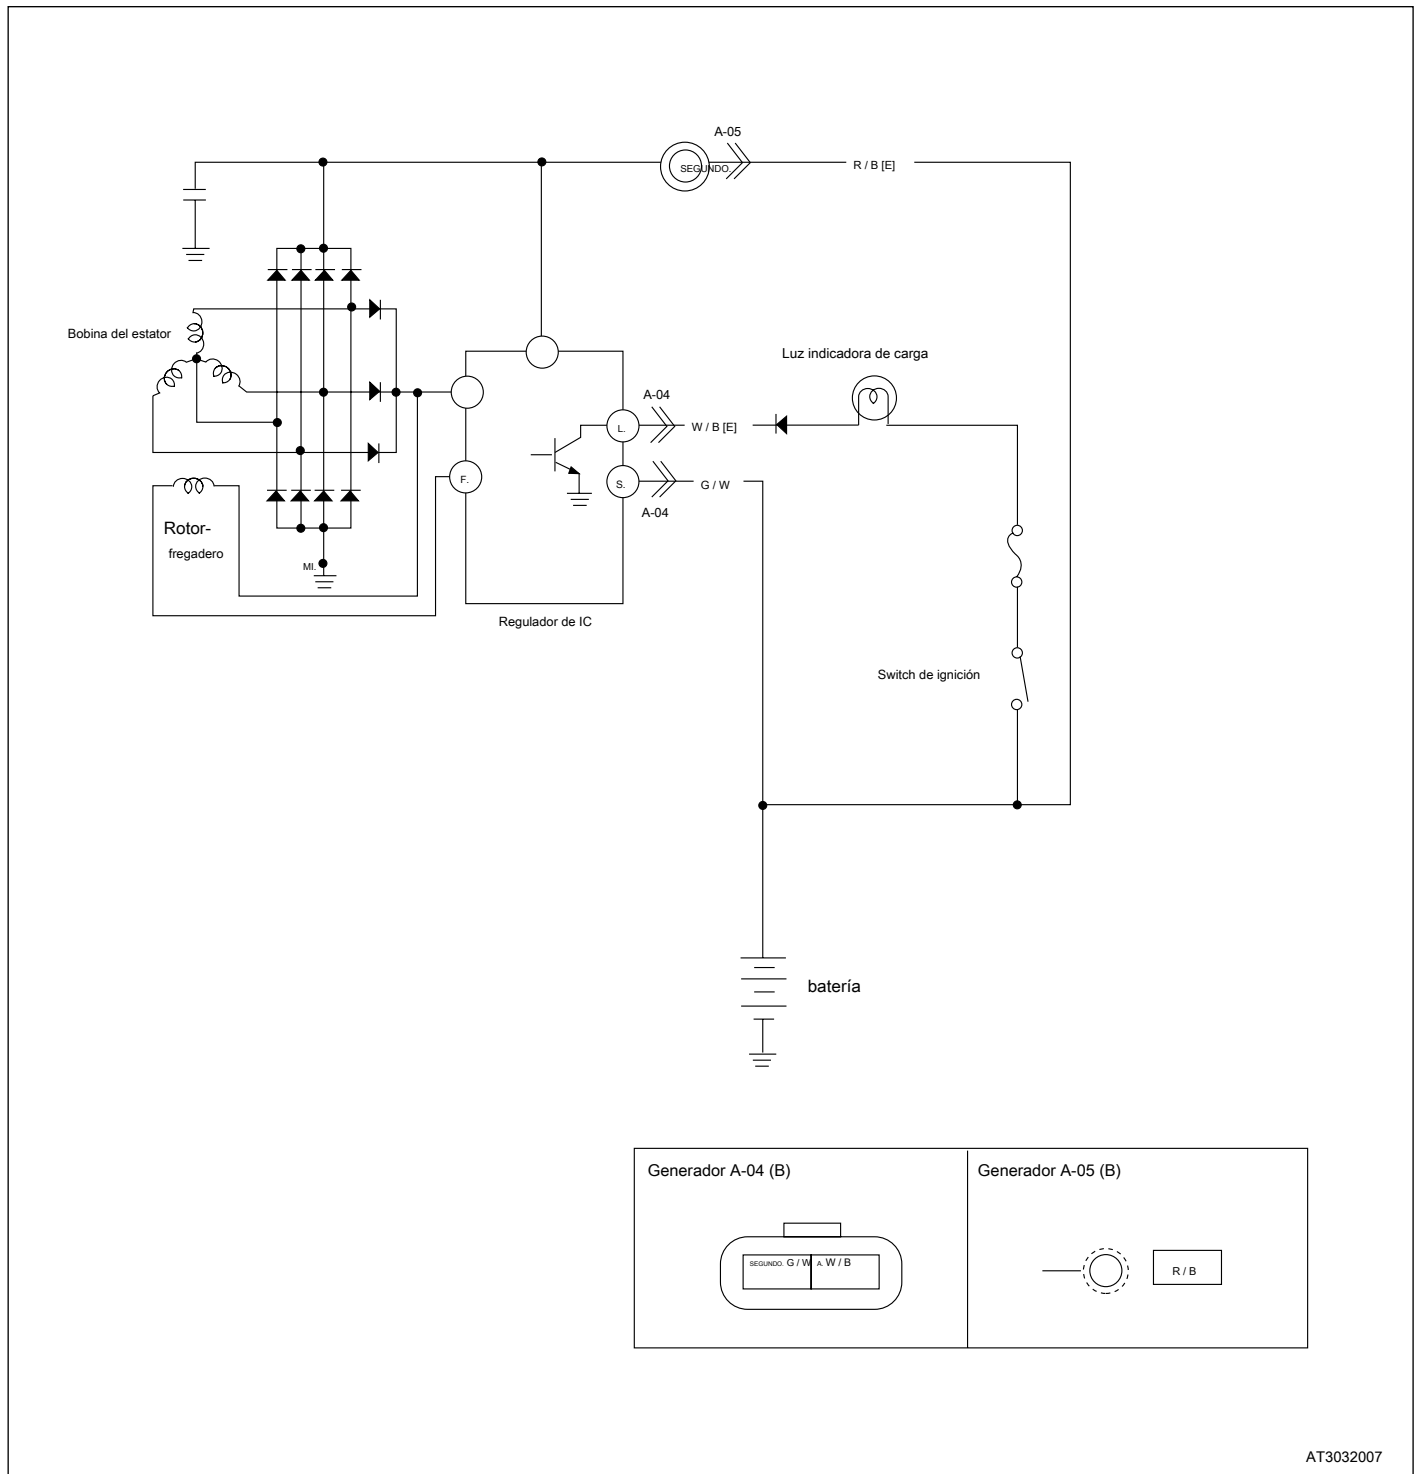 A-05
SEGUNDO.
R / B [E]
Bobina del estator
Luz indicadora de carga
A-04
L.
W / B [E]
F.
S.
G / W
A-04
Rotor-
fregadero
MI.
Regulador de IC
Switch de ignición
batería
Generador A-04 (B)
Generador A-05 (B)
SEGUNDO. G / W
A. W / B
R / B
AT3032007